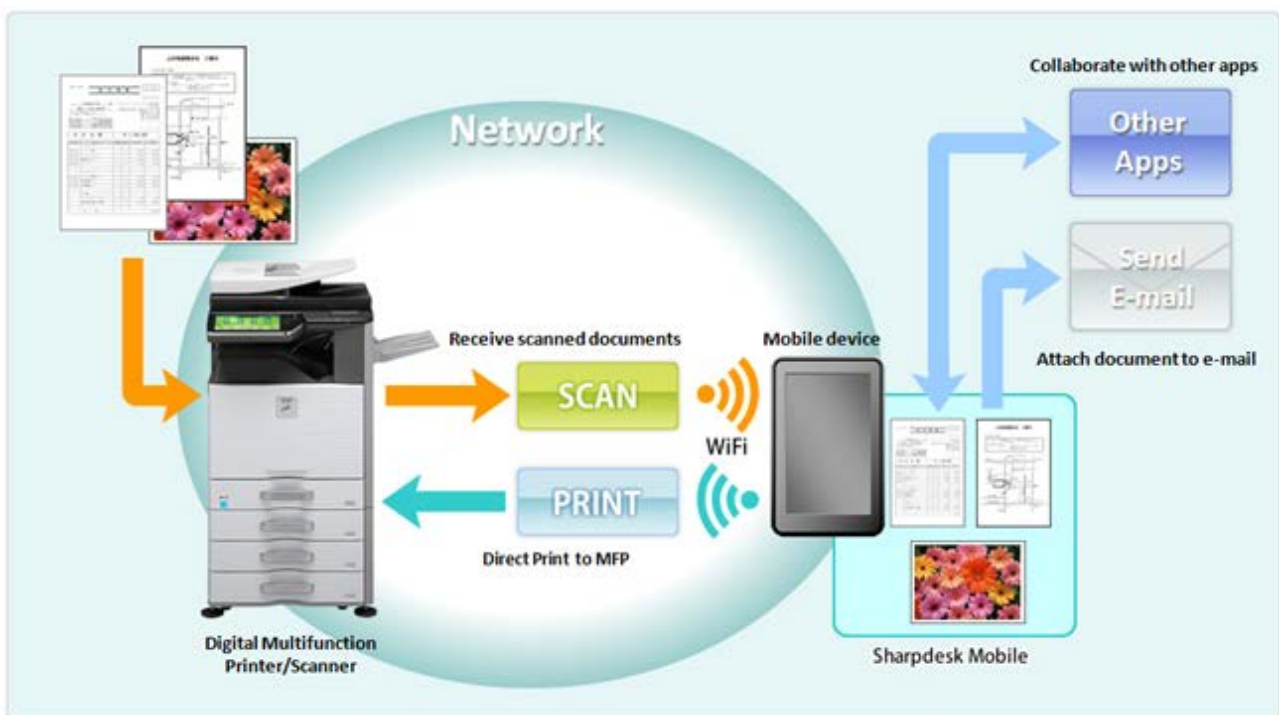 Collaborate with other apps
Other
Apps
Network
Send
E-mail
Attach document to e-mail
Receive scanned documents
Mobile device
SCAN
WiFi
PRINT
Direct Print to MFP
Digital Multifunction
Printer/Scanner
Sharpdesk Mobile